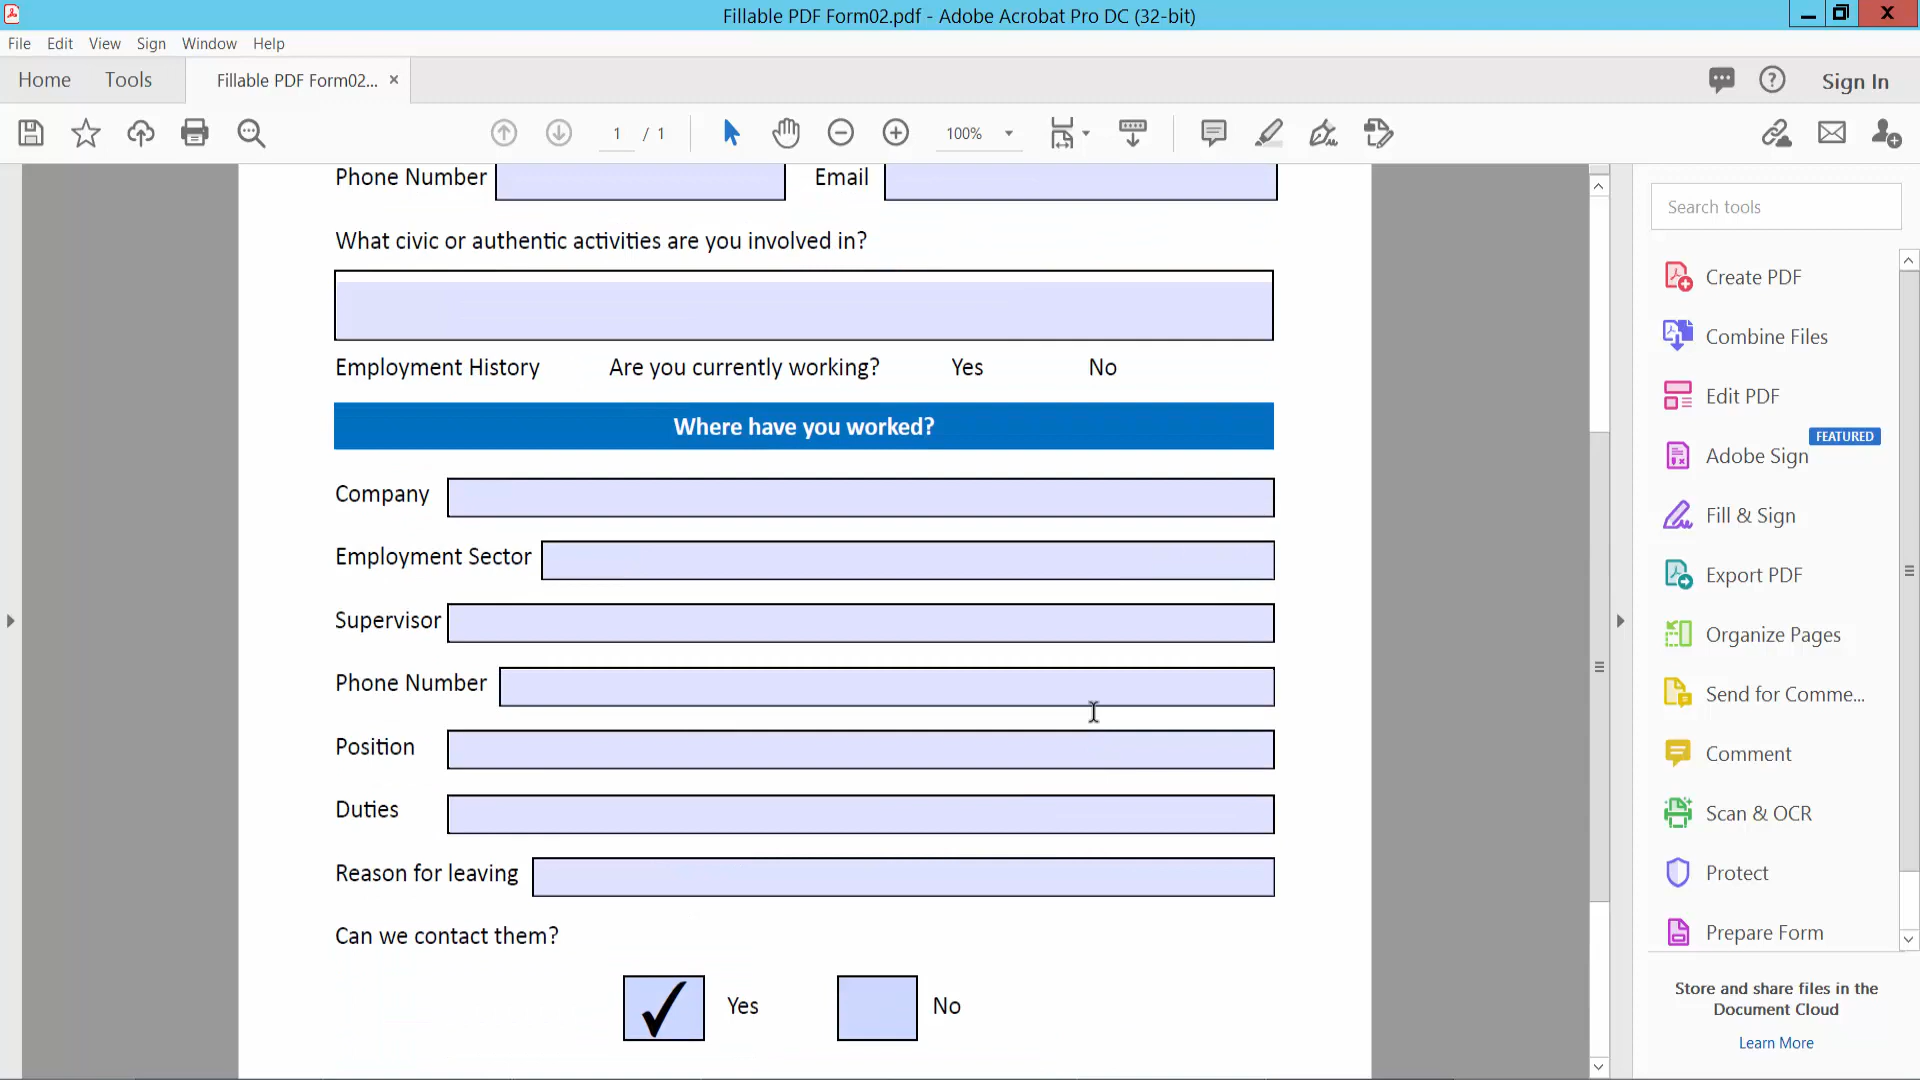 Fillable PDF Form02.pdf - Adobe Acrobat Pro DC (32-bit)
File Edit View Sign Window Help
Home Tools Fillable PDF Form02... × Sign In
1 / 1 100%
Phone Number Email
What civic or authentic activities are you involved in?
Employment History Are you currently working? Yes No
Where have you worked?
Company
Employment Sector
Supervisor
Phone Number
Position
Duties
Reason for leaving
Can we contact them?
Yes No
Search tools
Create PDF
Combine Files
Edit PDF
FEATURED
Adobe Sign
Fill & Sign
Export PDF
Organize Pages
Send for Comme...
Comment
Scan & OCR
Protect
Prepare Form
Store and share files in the
Document Cloud
Learn More